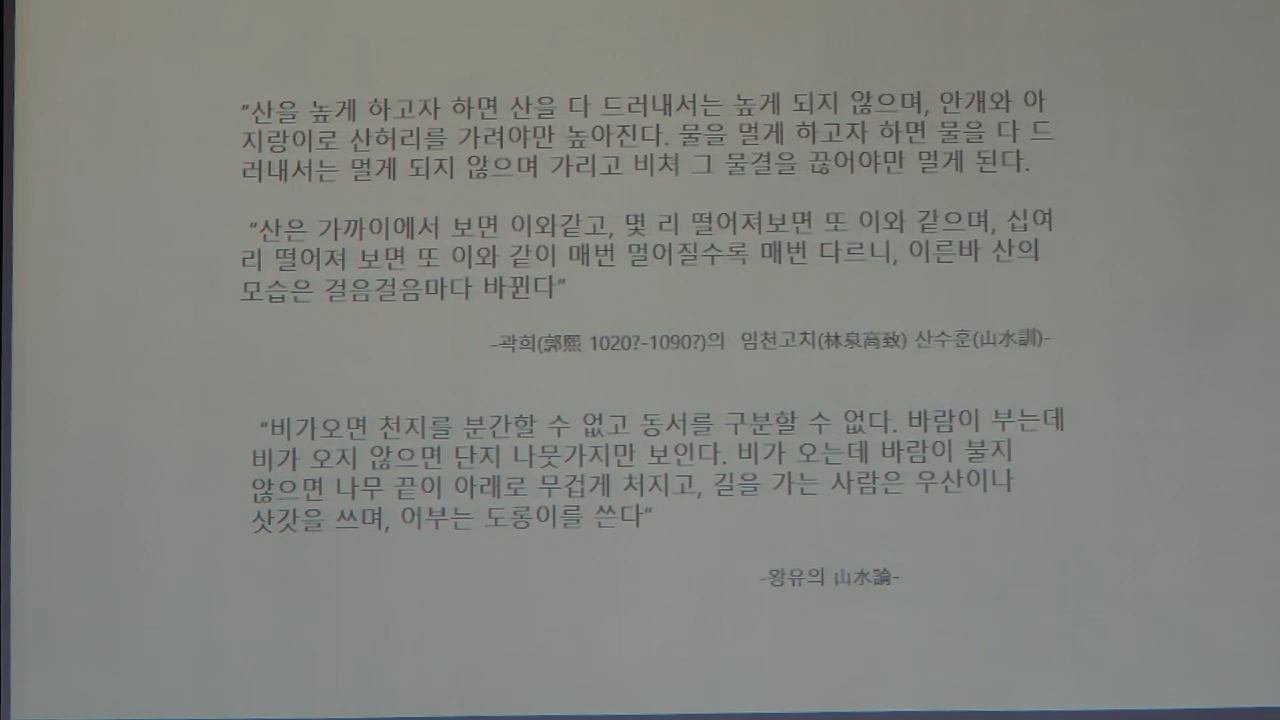 "산을 높게 하고자 하면 산을 다 드러내서는 높게 되지 않으며, 안개와 아
지랑이로 산허리를 가려야만 높아진다. 물을 멀게 하고자 하면 물을 다 드
러내서는 멀게 되지 않으며 가리고 비쳐 그 물결을 끊어야만 멀게 된다.
"산은 가까이에서 보면 이와같고, 몇 리 떨어져보면 또 이와 같으며, 십여
리 떨어져 보면 또 이와 같이 매번 멀어질수록 매번 다르니, 이른바 산의
모습은 걸음걸음마다 바뀐다"
-곽희(郭熙 1020?-1090?)의 임천고치(林泉高致) 산수훈(山水訓)-
"비가오면 천지를 분간할 수 없고 동서를 구분할 수 없다. 바람이 부는데
비가 오지 않으면 단지 나뭇가지만 보인다. 비가 오는데 바람이 불지
않으면 나무 끝이 아래로 무겁게 처지고, 길을 가는 사람은 우산이나
삿갓을 쓰며, 어부는 도롱이를 쓴다"
-왕유의 山水論-